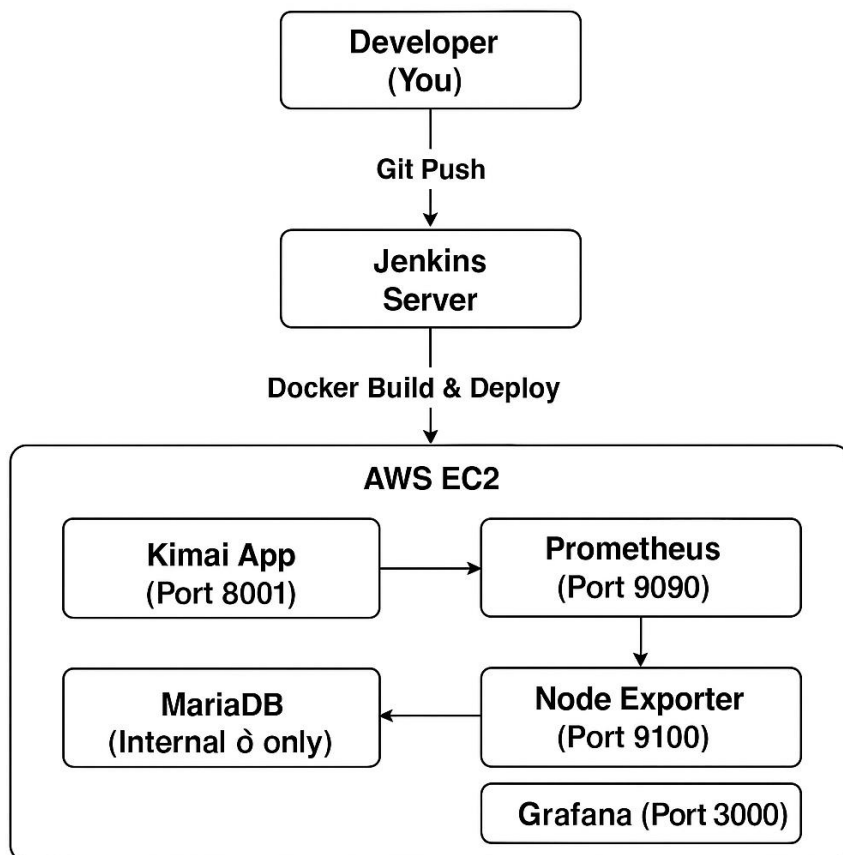 Developer
(You)
Git Push
Jenkins
Server
Docker Build & Deploy
AWS EC2
Kimai App
(Port 8001)
Prometheus
(Port 9090)
MariaDB
(Internal ò only)
Node Exporter
(Port 9100)
Grafana (Port 3000)